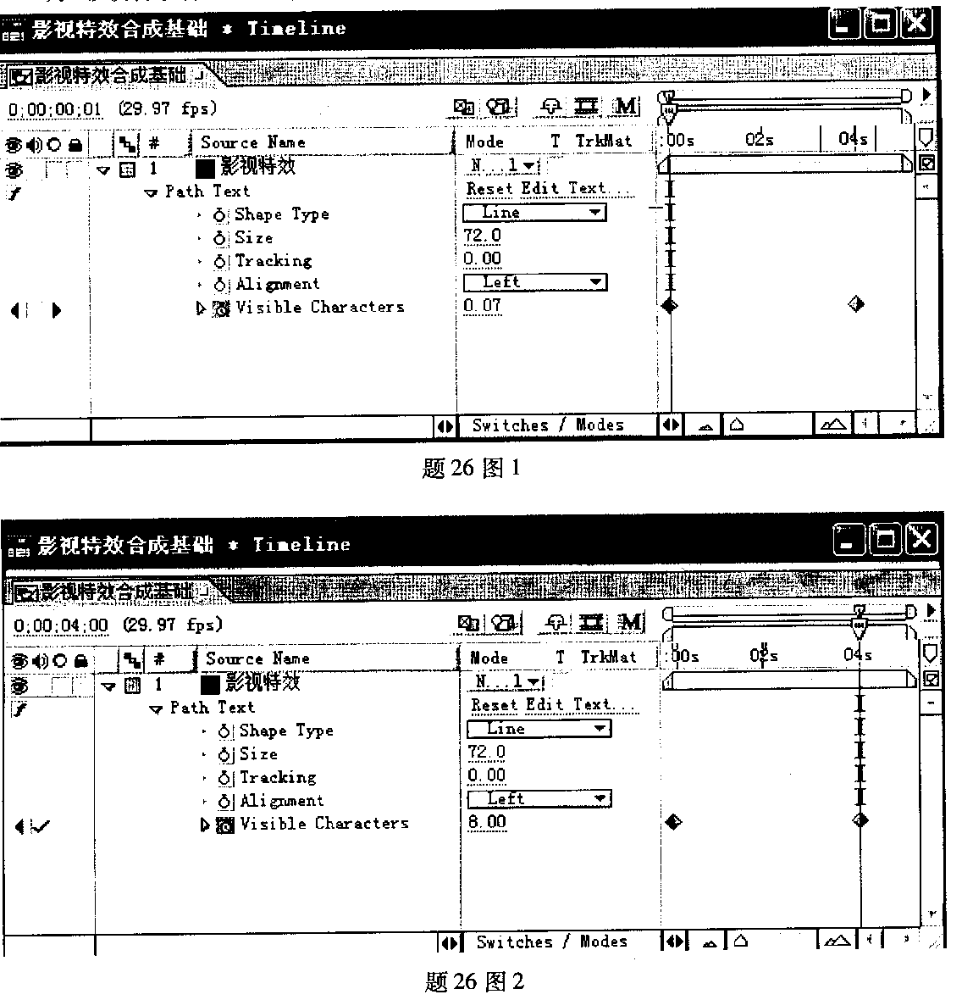 影视特效合成基础 * Timeline
影视特效合成基础
0;00;00;01 (29.97 fps)
M
# Source Name Mode T TrkMat :00s 02s 04s
1 影视特效 N...1
Path Text Reset Edit Text...
Shape Type Line
Size 72.0
Tracking 0.00
Alignment Left
Visible Characters 0.07
Switches / Modes
题26图1
影视特效合成基础 * Timeline
影视特效合成基础
0;00;04;00 (29.97 fps)
M
# Source Name Mode T TrkMat :00s 02s 04s
1 影视特效 N...1
Path Text Reset Edit Text...
Shape Type Line
Size 72.0
Tracking 0.00
Alignment Left
Visible Characters 8.00
Switches / Modes
题26图2